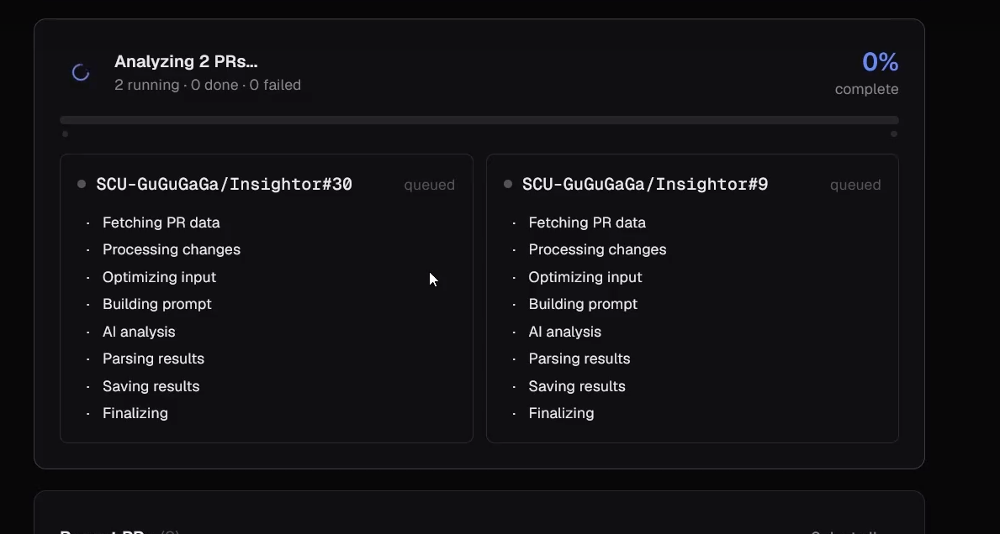 Analyzing 2 PRs...
2 running · 0 done · 0 failed
0%
complete
SCU-GuGuGaGa/Insightor#30 queued
· Fetching PR data
· Processing changes
· Optimizing input
· Building prompt
· AI analysis
· Parsing results
· Saving results
· Finalizing
SCU-GuGuGaGa/Insightor#9 queued
· Fetching PR data
· Processing changes
· Optimizing input
· Building prompt
· AI analysis
· Parsing results
· Saving results
· Finalizing